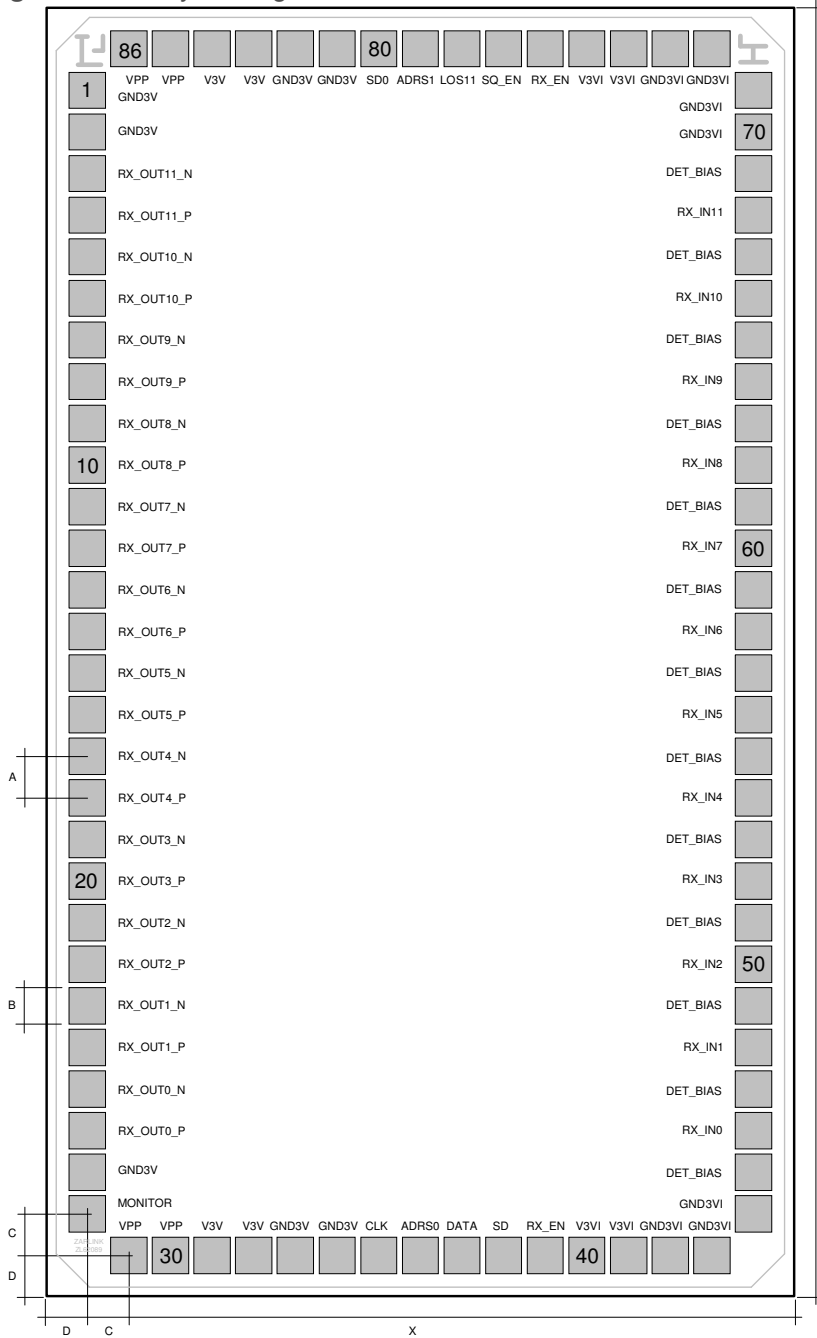 86 80
VPP VPP V3V V3V GND3V GND3V SD0 ADRS1 LOS11 SQ_EN RX_EN V3VI V3VI GND3VI GND3VI
1 GND3V
GND3VI
GND3V GND3VI 70
RX_OUT11_N DET_BIAS
RX_OUT11_P RX_IN11
RX_OUT10_N DET_BIAS
RX_OUT10_P RX_IN10
RX_OUT9_N DET_BIAS
RX_OUT9_P RX_IN9
RX_OUT8_N DET_BIAS
10 RX_OUT8_P RX_IN8
RX_OUT7_N DET_BIAS
RX_OUT7_P RX_IN7 60
RX_OUT6_N DET_BIAS
RX_OUT6_P RX_IN6
RX_OUT5_N DET_BIAS
RX_OUT5_P RX_IN5
RX_OUT4_N DET_BIAS
A
RX_OUT4_P RX_IN4
RX_OUT3_N DET_BIAS
20 RX_OUT3_P RX_IN3
RX_OUT2_N DET_BIAS
RX_OUT2_P RX_IN2 50
B RX_OUT1_N DET_BIAS
RX_OUT1_P RX_IN1
RX_OUT0_N DET_BIAS
RX_OUT0_P RX_IN0
GND3V DET_BIAS
MONITOR GND3VI
C VPP VPP V3V V3V GND3V GND3V CLK ADRS0 DATA SD RX_EN V3VI V3VI GND3VI GND3VI
30 40
D
D C X